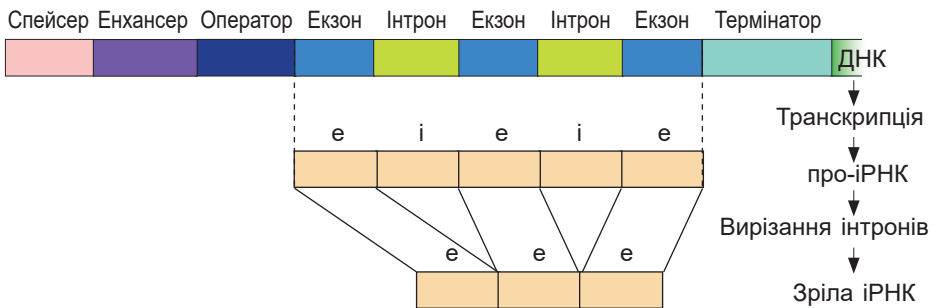 Спейсер Енхансер Оператор Екзон Інтрон Екзон Інтрон Екзон Термінатор
ДНК
Транскрипція
е і е і е
про-іРНК
Вирізання інтронів
е е е
Зріла іРНК